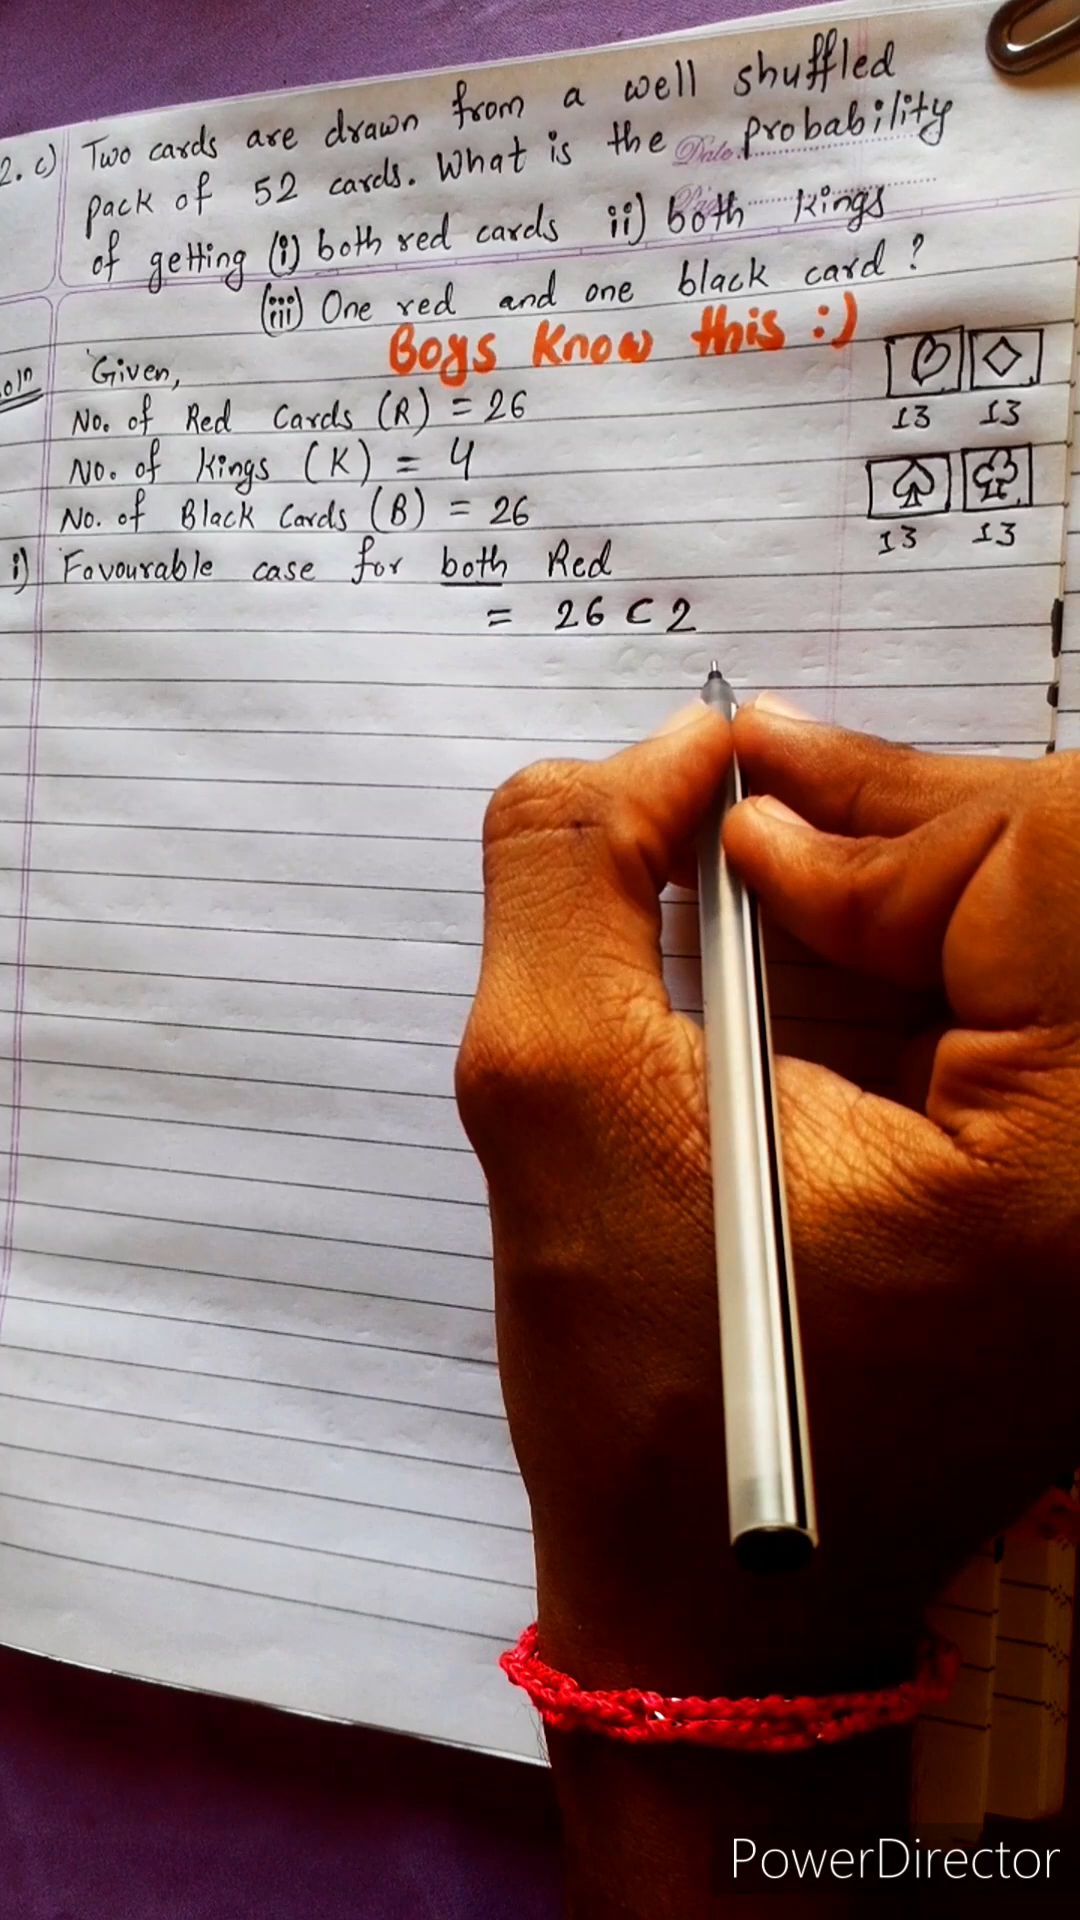 2. c) Two cards are drawn from a well shuffled
pack of 52 cards. What is the probability
Date:
of getting (i) both red cards ii) both kings
(iii) One red and one black card?
Boys Know this :)
Soln Given,
No. of Red Cards (R) = 26
13 13
No. of Kings (K) = 4
No. of Black Cards (B) = 26
13 13
i) Favourable case for both Red
= 26 C 2
PowerDirector